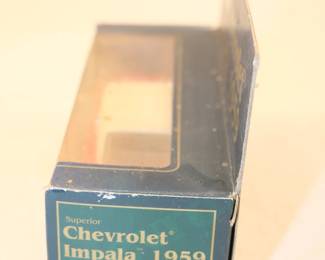 Superior
Chevrolet®
Impala 1959